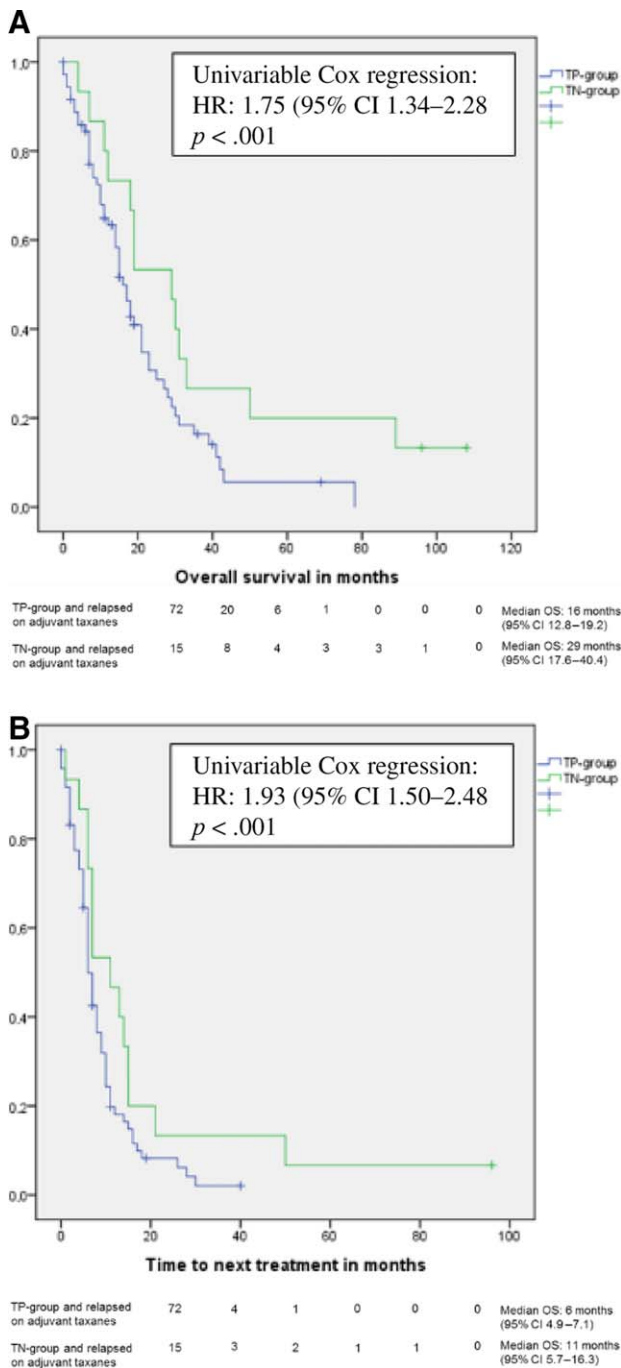 A
Univariable Cox regression:
HR: 1.75 (95% CI 1.34–2.28
p < .001
TP-group
TN-group
1,0
0,8
0,6
0,4
0,2
0,0
0 20 40 60 80 100 120
Overall survival in months
TP-group and relapsed
on adjuvant taxanes
72 20 6 1 0 0 0
Median OS: 16 months
(95% CI 12.8–19.2)
TN-group and relapsed
on adjuvant taxanes
15 8 4 3 3 1 0
Median OS: 29 months
(95% CI 17.6–40.4)
B
Univariable Cox regression:
HR: 1.93 (95% CI 1.50–2.48
p < .001
TP-group
TN-group
1,0
0,8
0,6
0,4
0,2
0,0
0 20 40 60 80 100
Time to next treatment in months
TP-group and relapsed
on adjuvant taxanes
72 4 1 0 0 0
Median OS: 6 months
(95% CI 4.9–7.1)
TN-group and relapsed
on adjuvant taxanes
15 3 2 1 1 0
Median OS: 11 months
(95% CI 5.7–16.3)